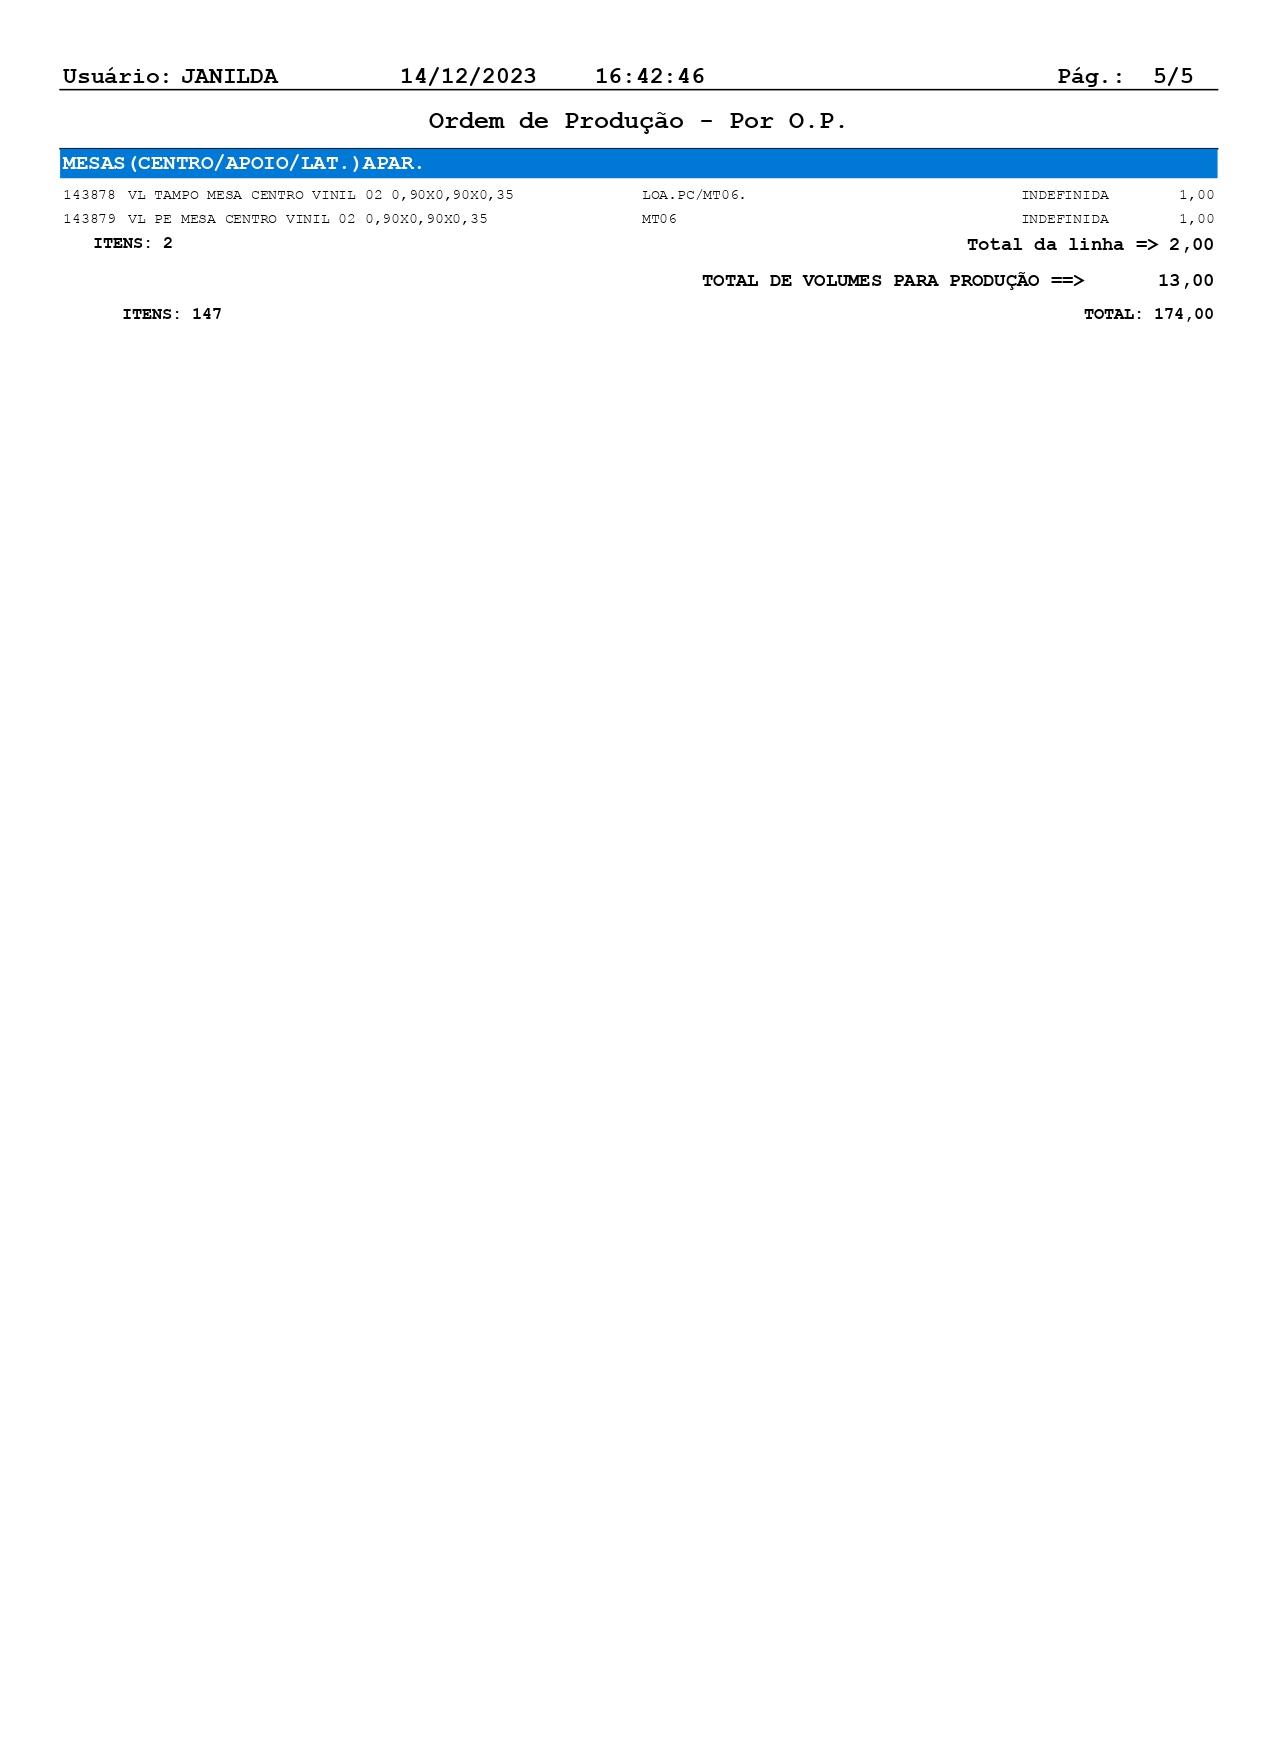 Usuário: JANILDA 14/12/2023 16:42:46 Pág.: 5/5
Ordem de Produção - Por O.P.
MESAS(CENTRO/APOIO/LAT.)APAR.
143878 VL TAMPO MESA CENTRO VINIL 02 0,90X0,90X0,35 LOA.PC/MT06. INDEFINIDA 1,00
143879 VL PE MESA CENTRO VINIL 02 0,90X0,90X0,35 MT06 INDEFINIDA 1,00
ITENS: 2 Total da linha => 2,00
TOTAL DE VOLUMES PARA PRODUÇÃO ==> 13,00
ITENS: 147 TOTAL: 174,00